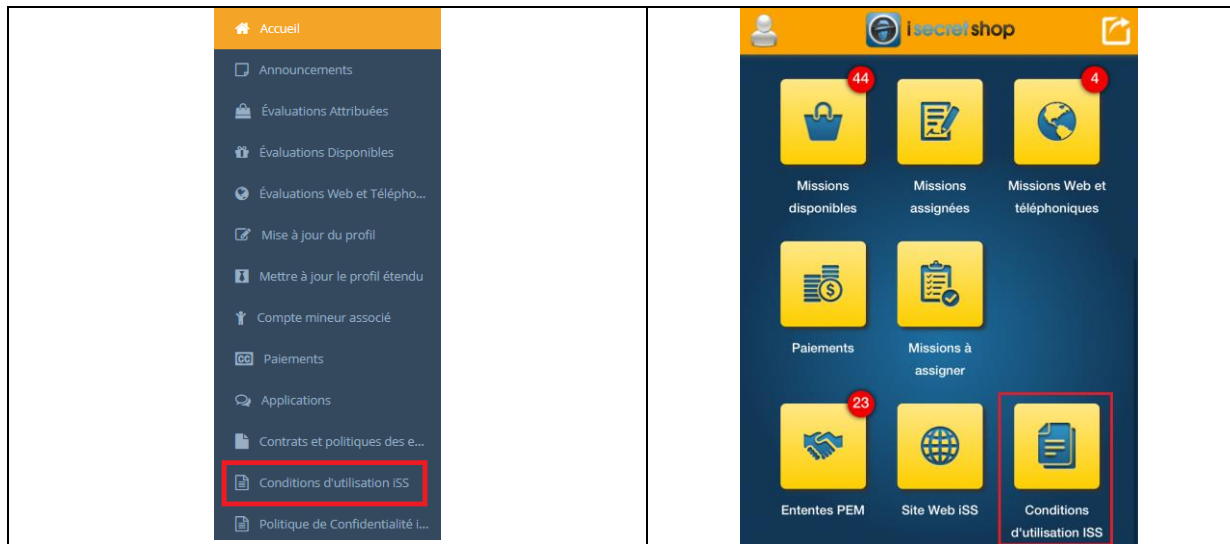 Accueil
Announcements
Évaluations Attribuées
Évaluations Disponibles
Évaluations Web et Télépho...
Mise à jour du profil
Mettre à jour le profil étendu
Compte mineur associé
CC Paiements
Applications
Contrats et politiques des e...
Conditions d'utilisation iSS
Politique de Confidentialité i...
isecretshop
44
4
Missions disponibles
Missions assignées
Missions Web et téléphoniques
Paiements
Missions à assigner
23
Ententes PEM
Site Web iSS
Conditions d'utilisation ISS